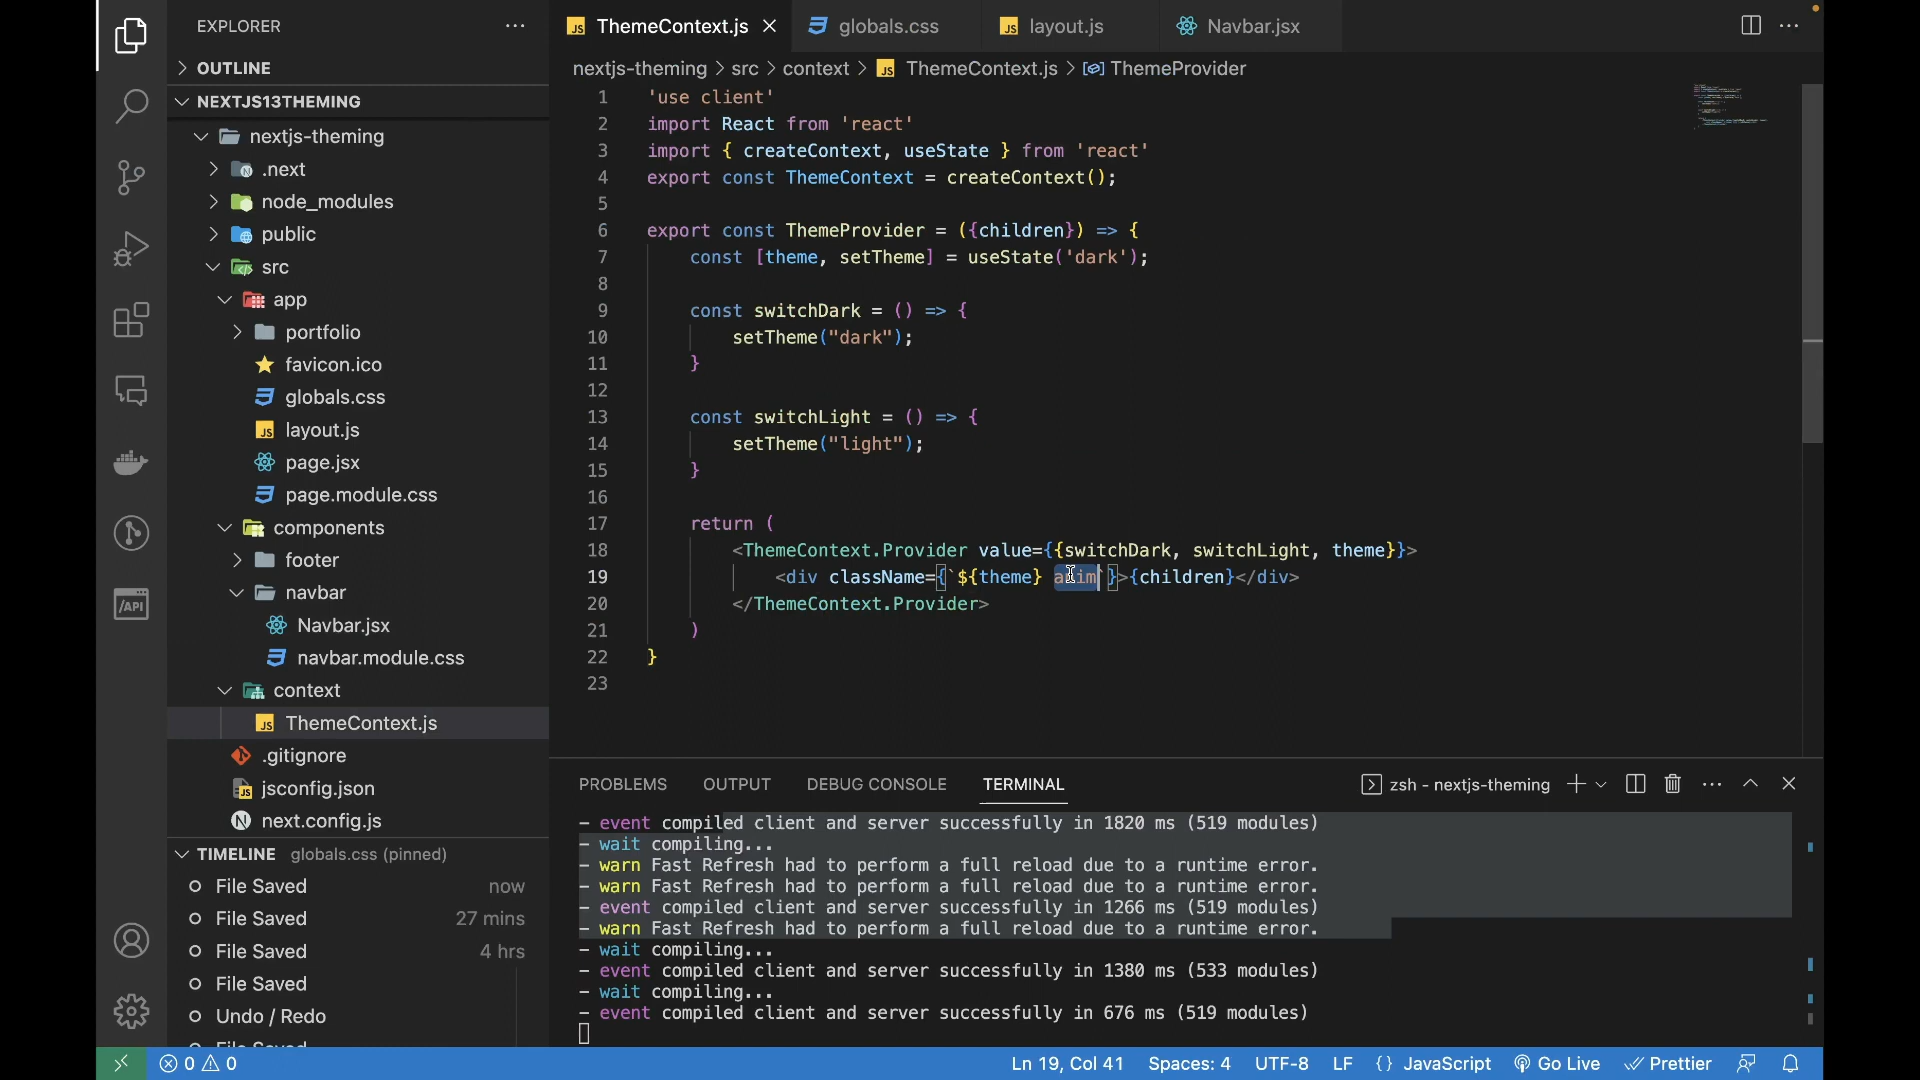 EXPLORER
OUTLINE
NEXTJS13THEMING
nextjs-theming
.next
node_modules
public
src
app
portfolio
favicon.ico
globals.css
layout.js
page.jsx
page.module.css
components
footer
navbar
Navbar.jsx
navbar.module.css
context
ThemeContext.js
.gitignore
jsconfig.json
next.config.js
TIMELINE globals.css (pinned)
File Saved now
File Saved 27 mins
File Saved 4 hrs
File Saved
Undo / Redo
File Saved
ThemeContext.js
globals.css
layout.js
Navbar.jsx
nextjs-theming > src > context > JS ThemeContext.js > ThemeProvider
1 'use client'
2 import React from 'react'
3 import { createContext, useState } from 'react'
4 export const ThemeContext = createContext();
5
6 export const ThemeProvider = ({children}) => {
7 const [theme, setTheme] = useState('dark');
8
9 const switchDark = () => {
10 setTheme("dark");
11 }
12
13 const switchLight = () => {
14 setTheme("light");
15 }
16
17 return (
18 <ThemeContext.Provider value={{switchDark, switchLight, theme}}>
19 <div className={`${theme} anim`}>{children}</div>
20 </ThemeContext.Provider>
21 )
22 }
23
PROBLEMS OUTPUT DEBUG CONSOLE TERMINAL zsh - nextjs-theming
- event compiled client and server successfully in 1820 ms (519 modules)
- wait compiling...
- warn Fast Refresh had to perform a full reload due to a runtime error.
- warn Fast Refresh had to perform a full reload due to a runtime error.
- event compiled client and server successfully in 1266 ms (519 modules)
- warn Fast Refresh had to perform a full reload due to a runtime error.
- wait compiling...
- event compiled client and server successfully in 1380 ms (533 modules)
- wait compiling...
- event compiled client and server successfully in 676 ms (519 modules)
0 0 Ln 19, Col 41 Spaces: 4 UTF-8 LF {} JavaScript Go Live Prettier